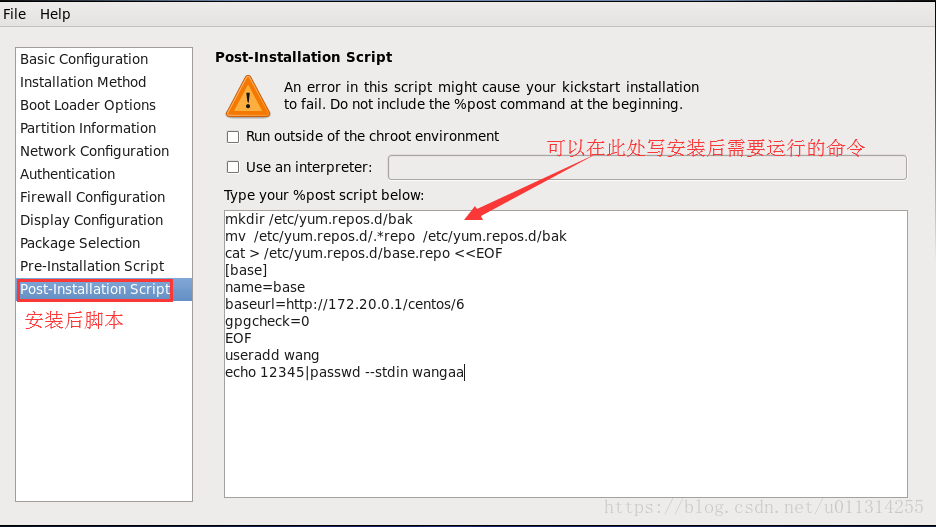 File Help
Basic Configuration
Installation Method
Boot Loader Options
Partition Information
Network Configuration
Authentication
Firewall Configuration
Display Configuration
Package Selection
Pre-Installation Script
Post-Installation Script
安装后脚本
Post-Installation Script
An error in this script might cause your kickstart installation
to fail. Do not include the %post command at the beginning.
Run outside of the chroot environment
可以在此处写安装后需要运行的命令
Use an interpreter:
Type your %post script below:
mkdir /etc/yum.repos.d/bak
mv  /etc/yum.repos.d/.*repo  /etc/yum.repos.d/bak
cat > /etc/yum.repos.d/base.repo <<EOF
[base]
name=base
baseurl=http://172.20.0.1/centos/6
gpgcheck=0
EOF
useradd wang
echo 12345|passwd --stdin wangaa
https://blog.csdn.net/u011314255